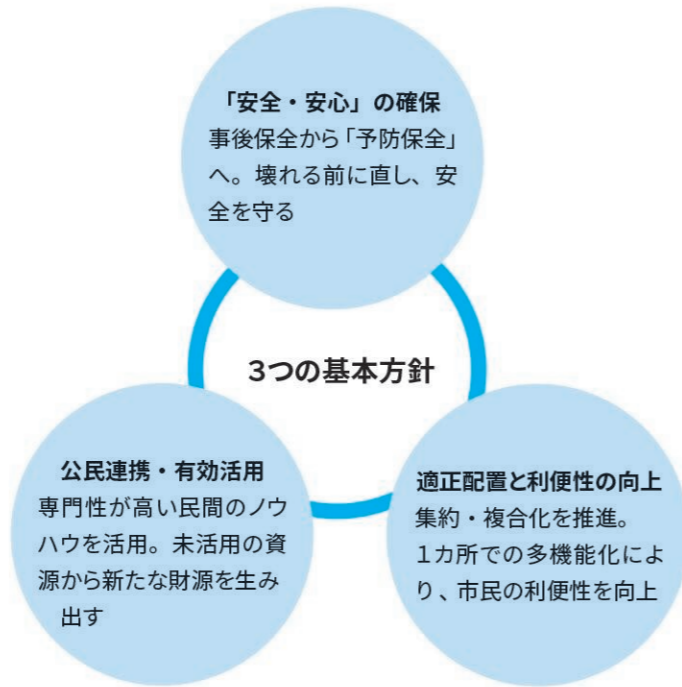 「安全・安心」の確保
事後保全から「予防保全」
へ。壊れる前に直し、安
全を守る
3つの基本方針
公民連携・有効活用
専門性が高い民間のノウ
ハウを活用。未活用の資
源から新たな財源を生み
出す
適正配置と利便性の向上
集約・複合化を推進。
1カ所での多機能化によ
り、市民の利便性を向上